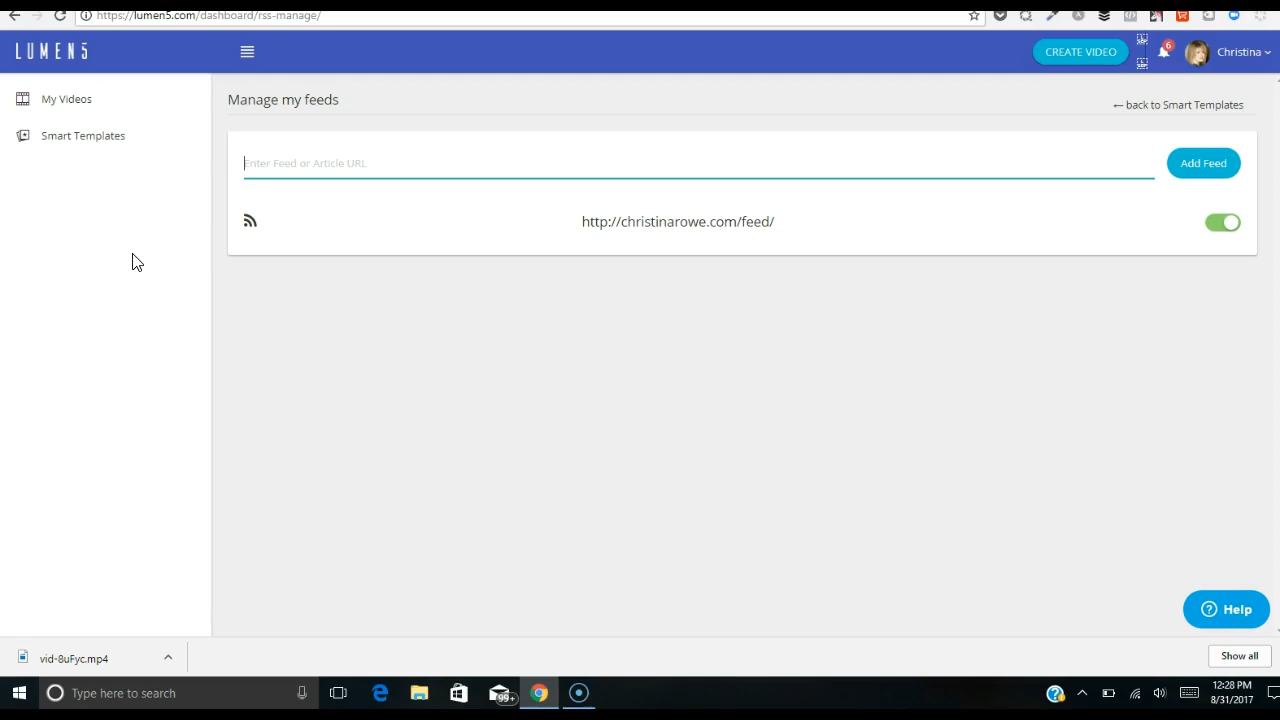 https://lumen5.com/dashboard/rss-manage/
LUMEN5
CREATE VIDEO
6
Christina
My Videos
Smart Templates
Manage my feeds
← back to Smart Templates
Enter Feed or Article URL
Add Feed
http://christinarowe.com/feed/
Help
vid-8uFyc.mp4
Show all
Type here to search
99+
12:28 PM
8/31/2017